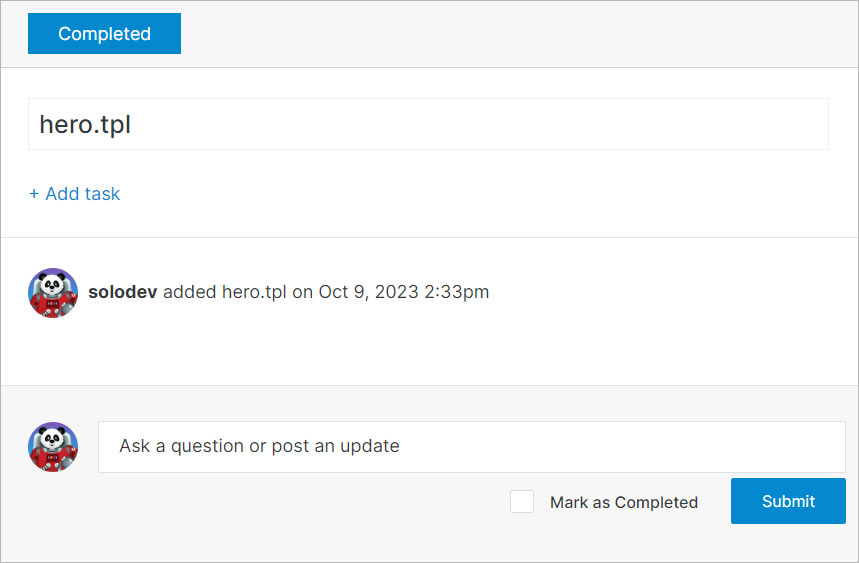 Completed
hero.tpl
+ Add task
solodev added hero.tpl on Oct 9, 2023 2:33pm
Ask a question or post an update
Mark as Completed
Submit